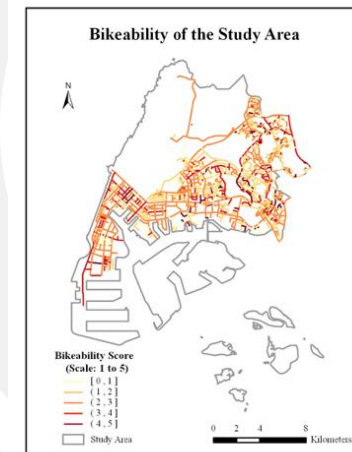 Bikeability of the Study Area
N
Bikeability Score
(Scale: 1 to 5)
[ 0 , 1 ]
( 1 , 2 ]
( 2 , 3 ]
( 3 , 4 ]
( 4 , 5 ]
Study Area
0 2 4 8
Kilometers